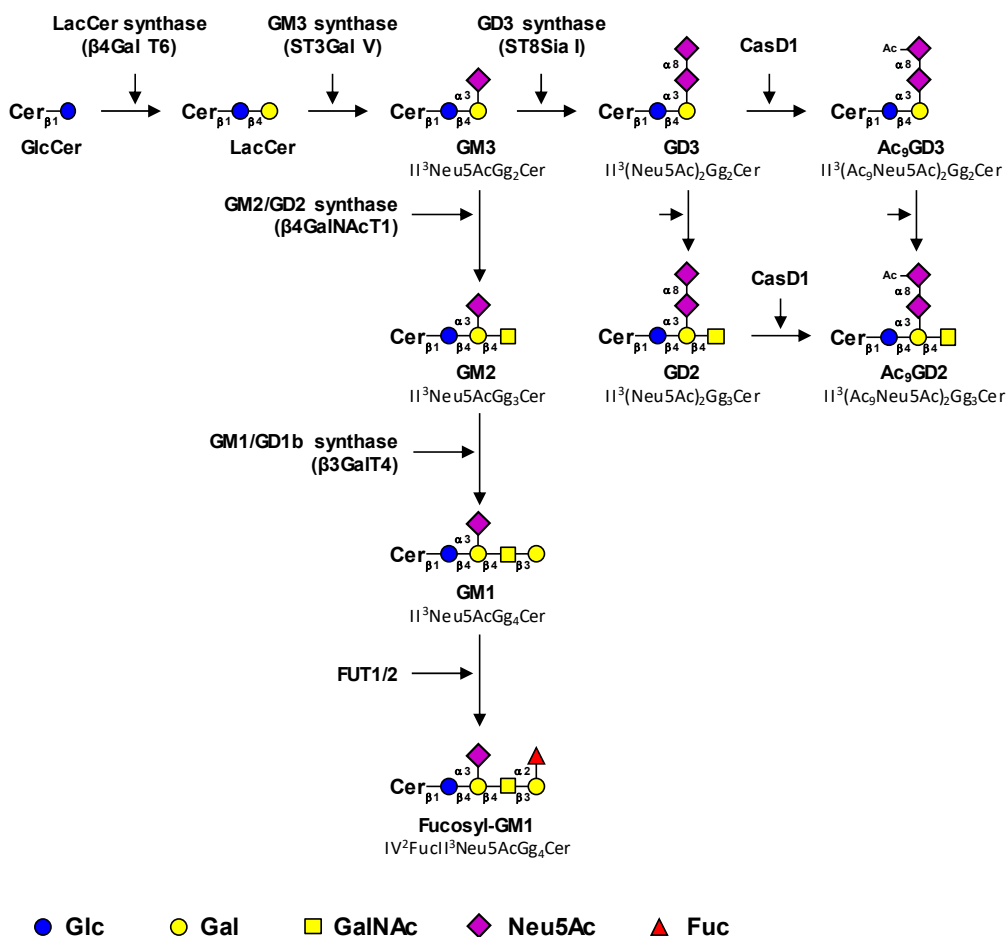 LacCer synthase
(β4Gal T6)
GM3 synthase
(ST3Gal V)
GD3 synthase
(ST8Sia I)
CasD1
Cer
β1
GlcCer
Cer
β1
β4
LacCer
α3
Cer
β1
β4
GM3
II³Neu5AcGg₂Cer
α8
α3
Cer
β1
β4
GD3
II³(Neu5Ac)₂Gg₂Cer
Ac
α8
α3
Cer
β1
β4
Ac₉GD3
II³(Ac₉Neu5Ac)₂Gg₂Cer
GM2/GD2 synthase
(β4GalNAcT1)
α3
Cer
β1
β4
β4
GM2
II³Neu5AcGg₃Cer
α8
α3
Cer
β1
β4
β4
GD2
II³(Neu5Ac)₂Gg₃Cer
CasD1
Ac
α8
α3
Cer
β1
β4
β4
Ac₉GD2
II³(Ac₉Neu5Ac)₂Gg₃Cer
GM1/GD1b synthase
(β3GalT4)
α3
Cer
β1
β4
β4
β3
GM1
II³Neu5AcGg₄Cer
FUT1/2
α3
α2
Cer
β1
β4
β4
β3
Fucosyl-GM1
IV²FucII³Neu5AcGg₄Cer
Glc
Gal
GalNAc
Neu5Ac
Fuc